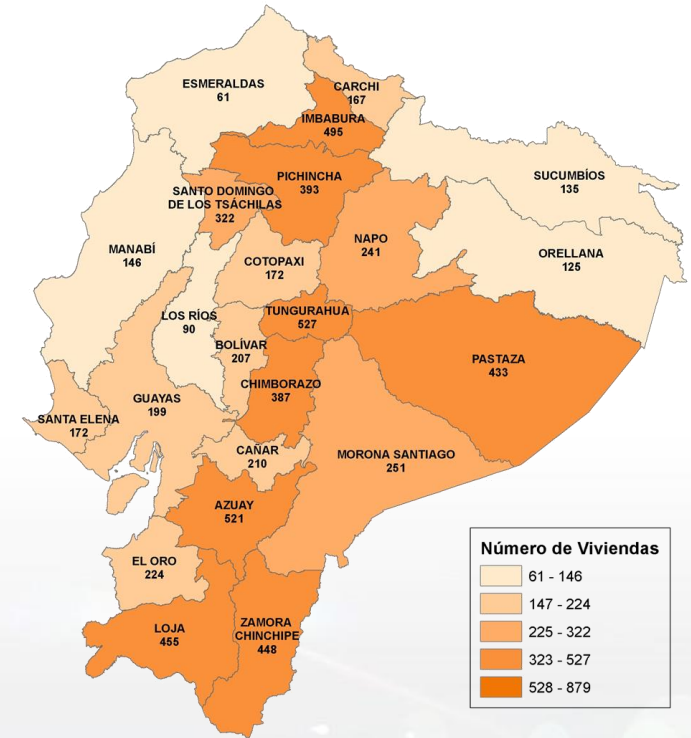 ESMERALDAS
61
CARCHI
167
IMBABURA
495
PICHINCHA
393
SUCUMBÍOS
135
SANTO DOMINGO
DE LOS TSÁCHILAS
322
NAPO
241
ORELLANA
125
MANABÍ
146
COTOPAXI
172
LOS RÍOS
90
TUNGURAHUA
527
BOLÍVAR
207
PASTAZA
433
CHIMBORAZO
387
GUAYAS
199
SANTA ELENA
172
CAÑAR
210
MORONA SANTIAGO
251
AZUAY
521
EL ORO
224
LOJA
455
ZAMORA
CHINCHIPE
448
Número de Viviendas
61 - 146
147 - 224
225 - 322
323 - 527
528 - 879